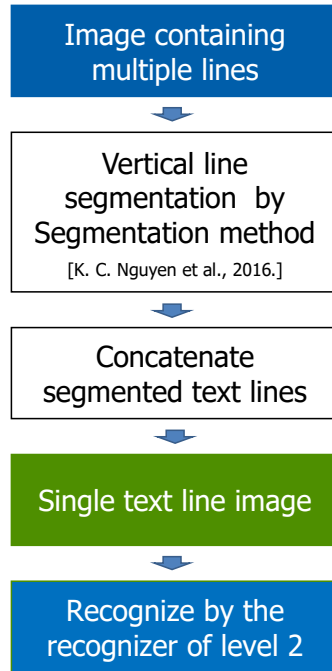 Image containing
multiple lines
Vertical line
segmentation by
Segmentation method
[K. C. Nguyen et al., 2016.]
Concatenate
segmented text lines
Single text line image
Recognize by the
recognizer of level 2